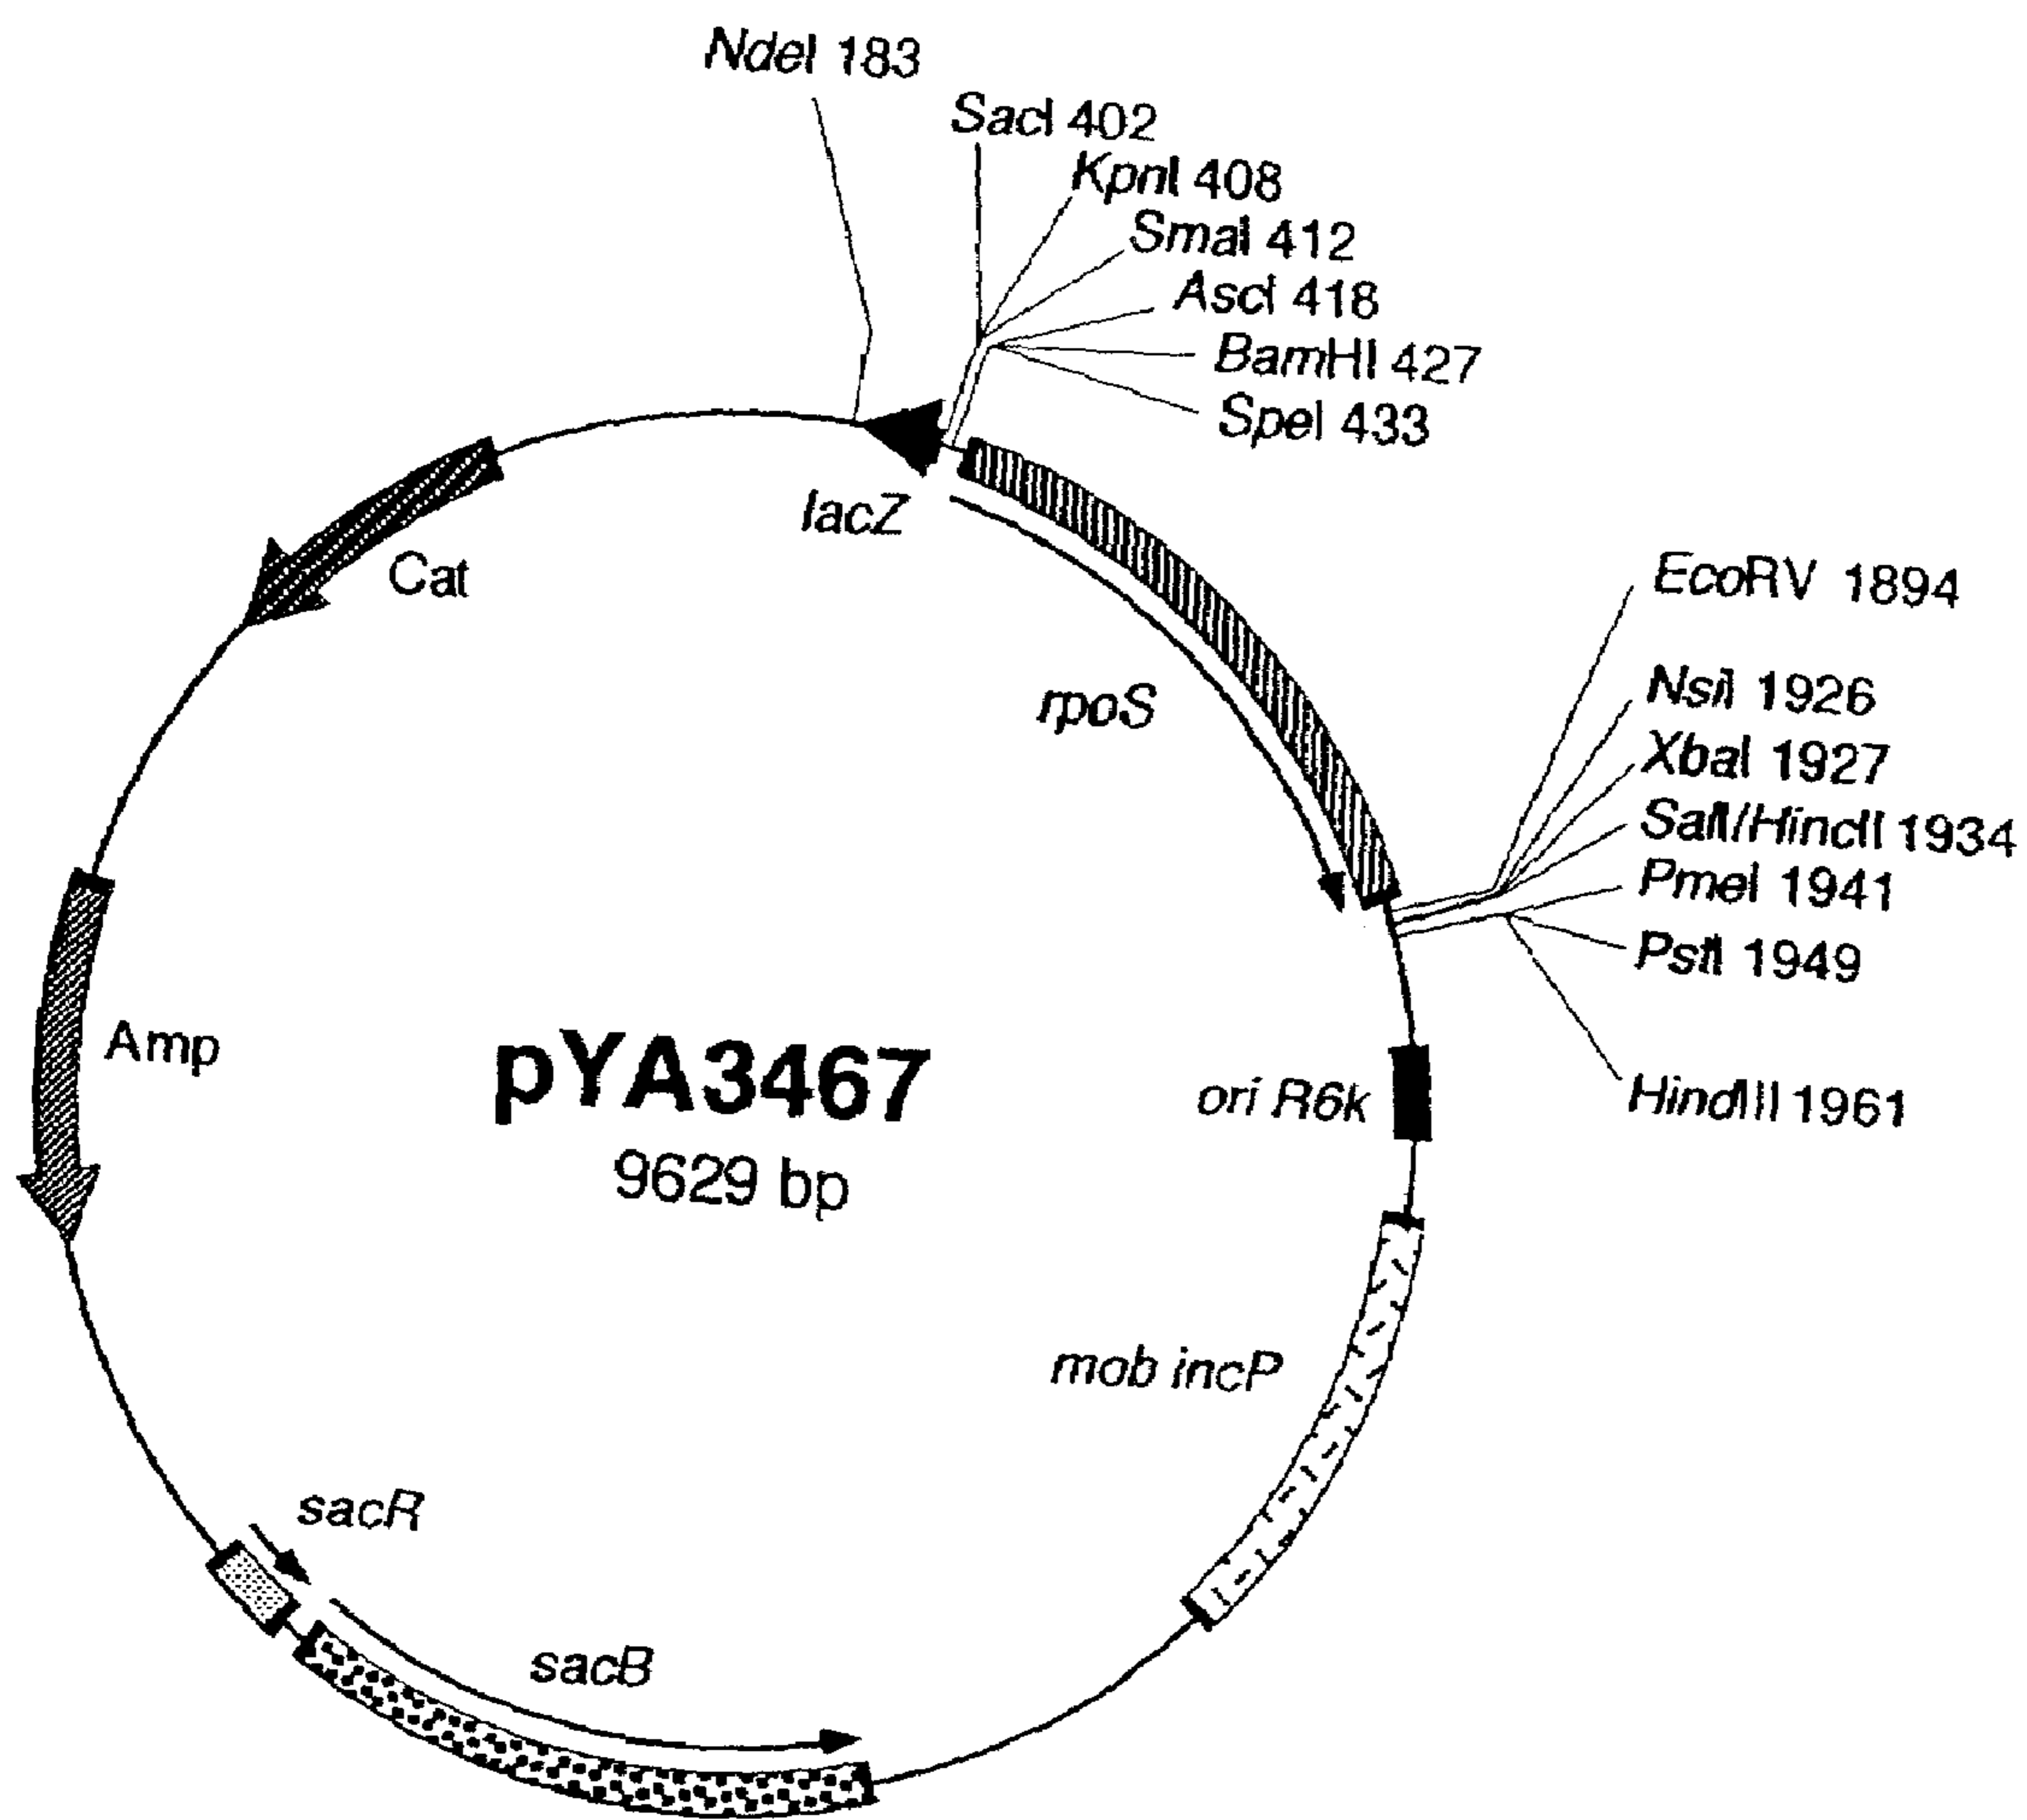 NdeI 183
SacI 402
KpnI 408
SmaI 412
AscI 418
BamHI 427
SpeI 433
lacZ
Cat
EcoRV 1894
rpoS
NsiI 1926
XbaI 1927
SalI/HincII 1934
PmeI 1941
PstI 1949
Amp
pYA3467
ori R6k
HindIII 1961
9629 bp
mob incP
sacR
sacB